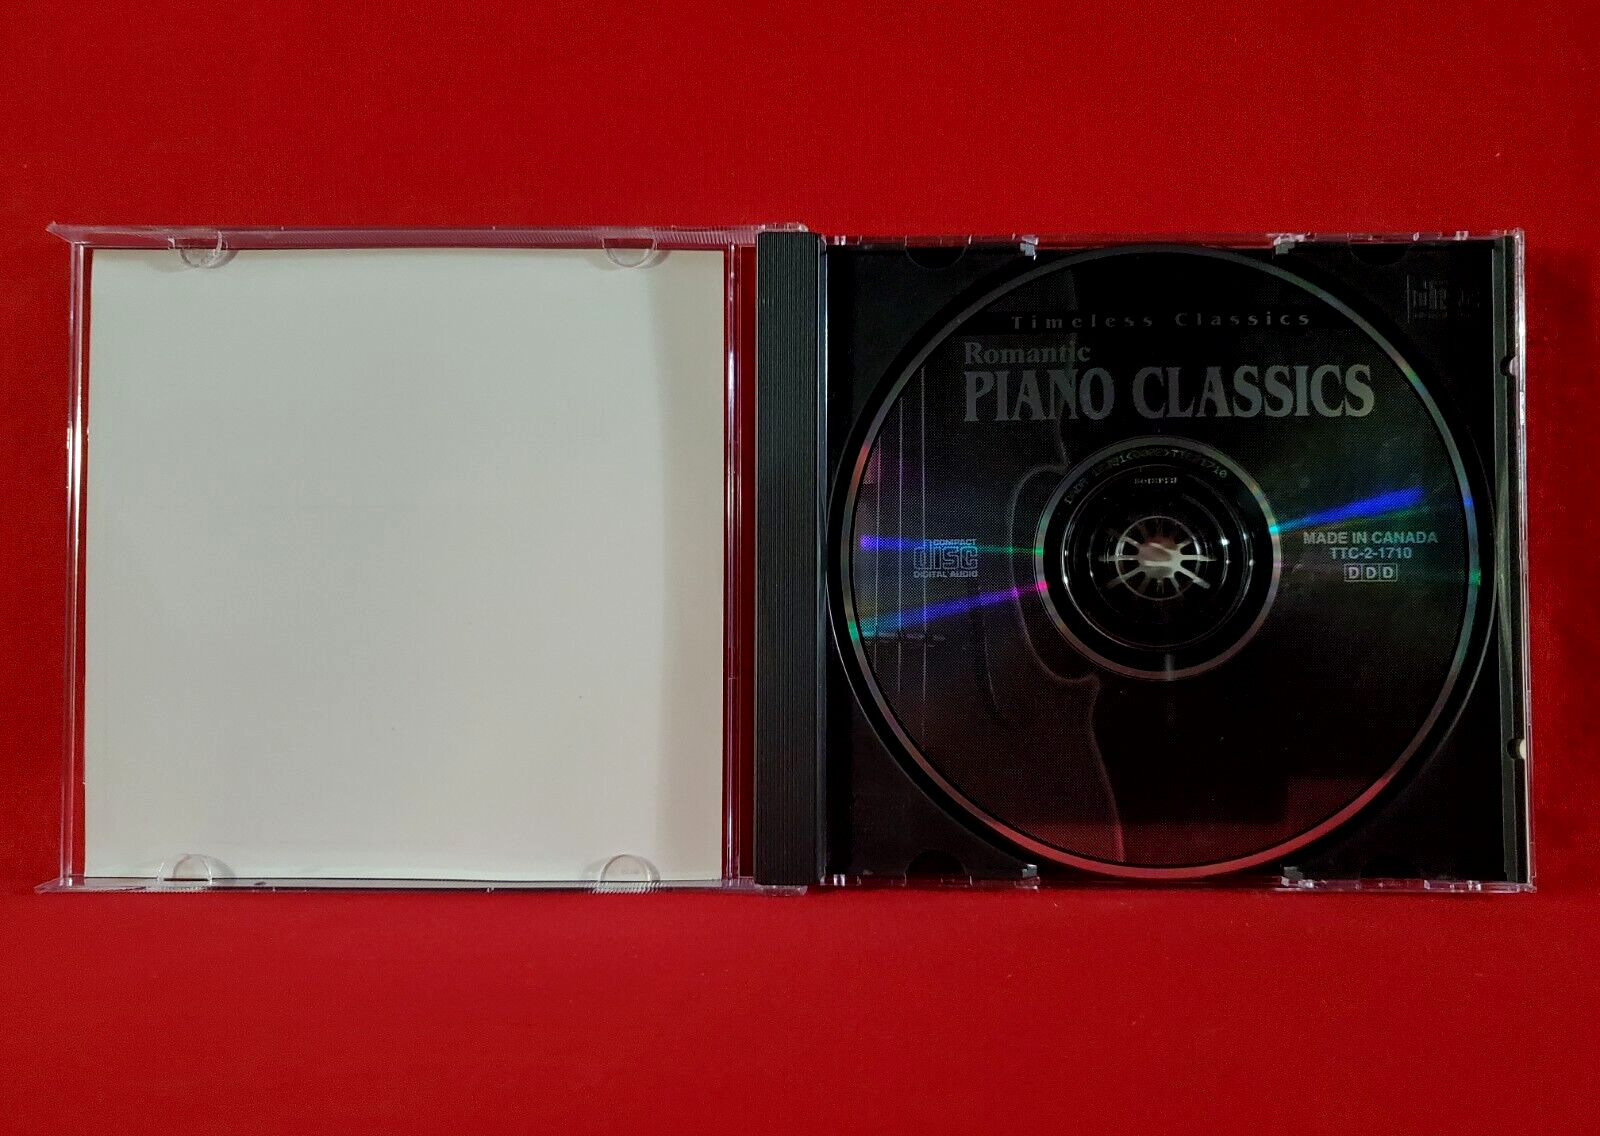 Timeless Classics
Romantic
PIANO CLASSICS
COMPACT
disc
DIGITAL AUDIO
MADE IN CANADA
TTC-2-1710
DDD